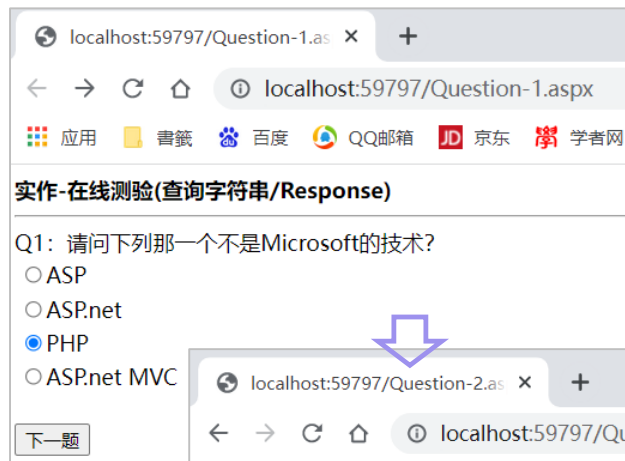 localhost:59797/Question-1.as
localhost:59797/Question-1.aspx
应用 書籤 百度 QQ邮箱 JD 京东 學 学者网
实作-在线测验(查询字符串/Response)
Q1：请问下列那一个不是Microsoft的技术?
ASP
ASP.net
PHP
ASP.net MVC
下一题
localhost:59797/Question-2.as
localhost:59797/Qu